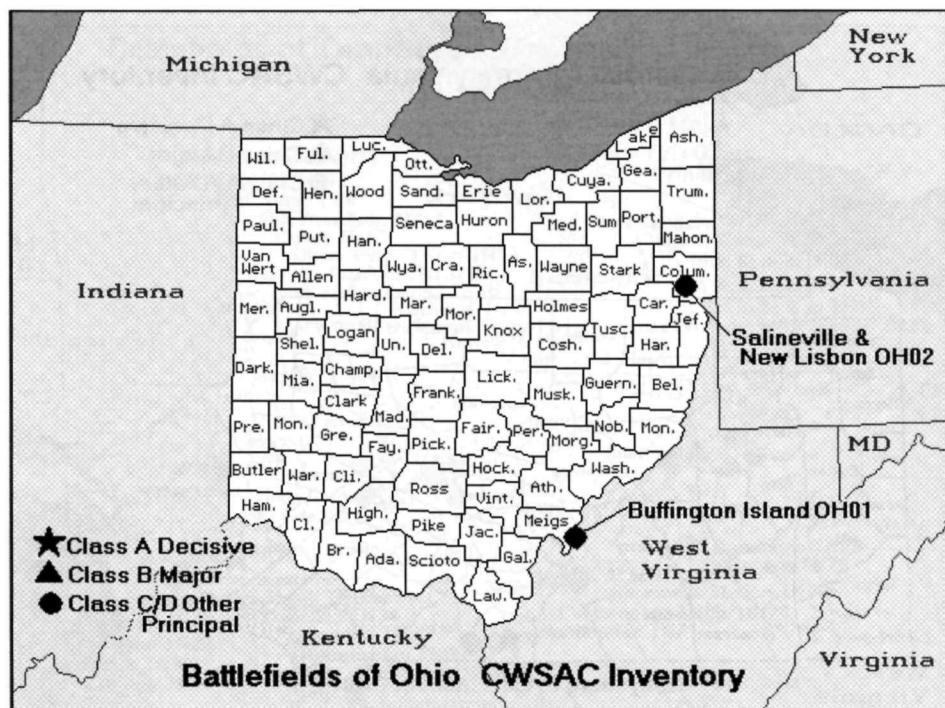 Michigan
New
York
Lake
Ash.
Wil.
Ful.
Luc.
Ott.
Cuya.
Gea.
Def.
Hen.
Wood
Sand.
Erie
Lor.
Trum.
Paul.
Put.
Han.
Seneca
Huron
Med.
Sum
Port.
Mahon.
Van
Wert
Allen
Wya.
Cra.
Ric.
As.
Wayne
Stark
Colum.
Indiana
Pennsylvania
Mer.
Augl.
Hard.
Mar.
Mor.
Knox
Holmes
Tusc.
Car.
Jef.
Salineville &
New Lisbon OH02
Shel.
Logan
Un.
Del.
Cosh.
Har.
Dark.
Mia.
Champ.
Clark
Mad.
Frank.
Lick.
Musk.
Guern.
Bel.
Pre.
Mon.
Gre.
Fay.
Pick.
Fair.
Per.
Morg.
Nob.
Mon.
MD
Butler
War.
Cli.
Ross
Hock.
Vint.
Ath.
Wash.
Ham.
Cl.
High.
Pike
Jac.
Meigs
Buffington Island OH01
Br.
Ada.
Scioto
Gal.
Law.
West
Virginia
Class A Decisive
Class B Major
Class C/D Other
Principal
Kentucky
Virginia
Battlefields of Ohio CWSAC Inventory